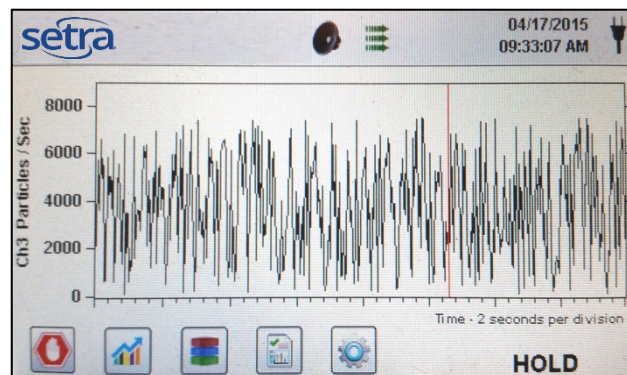 setra
04/17/2015
09:33:07 AM
Ch3 Particles / Sec
8000
6000
4000
2000
0
Time - 2 seconds per division
HOLD